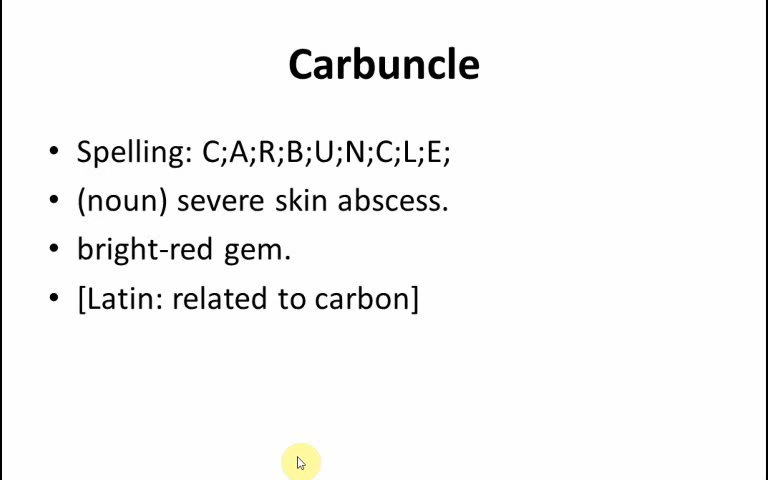 Carbuncle
• Spelling: C;A;R;B;U;N;C;L;E;
• (noun) severe skin abscess.
• bright-red gem.
• [Latin: related to carbon]